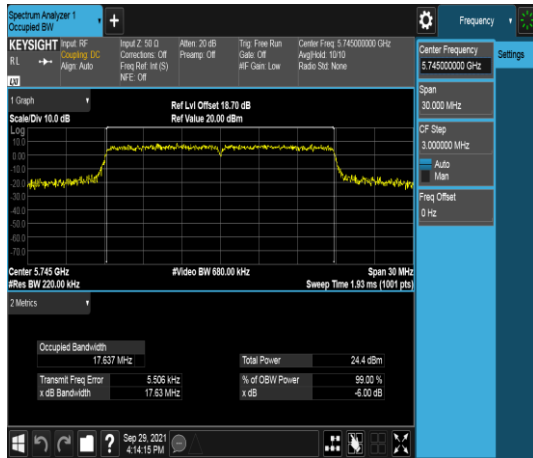 Spectrum Analyzer 1
Occupied BW
Frequency
KEYSIGHT
RL
LXI
Input: RF
Coupling: DC
Align: Auto
Input Z: 50 Ω
Corrections: Off
Freq Ref: Int (S)
NFE: Off
Atten: 20 dB
Preamp: Off
Trig: Free Run
Gate: Off
#IF Gain: Low
Center Freq: 5.745000000 GHz
Avg|Hold: 10/10
Radio Std: None
Center Frequency
5.745000000 GHz
Settings
Span
30.000 MHz
CF Step
3.000000 MHz
Auto
Man
Freq Offset
0 Hz
1 Graph
Scale/Div 10.0 dB
Ref Lvl Offset 18.70 dB
Ref Value 20.00 dBm
Log
10.0
0.00
-10.0
-20.0
-30.0
-40.0
-50.0
-60.0
-70.0
Center 5.745 GHz
#Res BW 220.00 kHz
#Video BW 680.00 kHz
Span 30 MHz
Sweep Time 1.93 ms (1001 pts)
2 Metrics
Occupied Bandwidth
17.637 MHz
Total Power 24.4 dBm
Transmit Freq Error 5.506 kHz
% of OBW Power 99.00 %
x dB Bandwidth 17.63 MHz
x dB -6.00 dB
?
Sep 29, 2021
4:14:15 PM